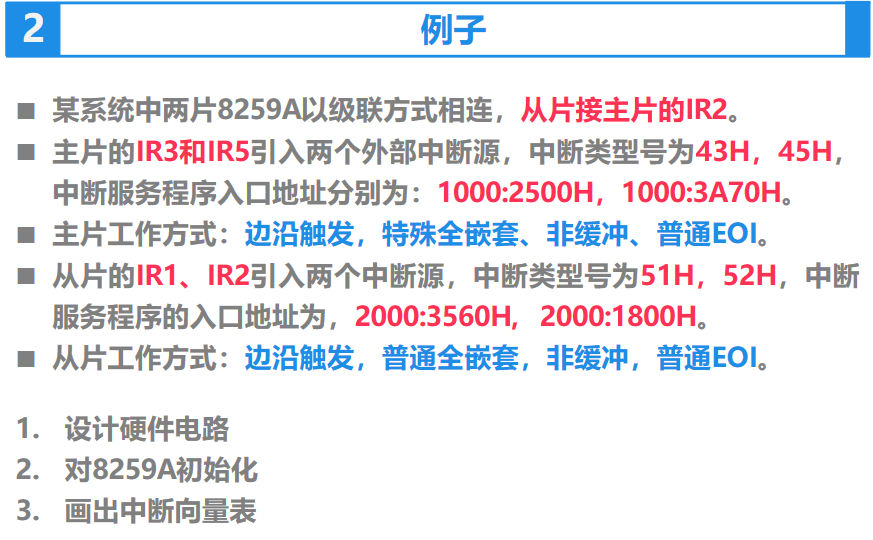 2
例子
■ 某系统中两片8259A以级联方式相连，从片接主片的IR2。
■ 主片的IR3和IR5引入两个外部中断源，中断类型号为43H，45H，
中断服务程序入口地址分别为：1000:2500H，1000:3A70H。
■ 主片工作方式：边沿触发，特殊全嵌套、非缓冲、普通EOI。
■ 从片的IR1、IR2引入两个中断源，中断类型号为51H，52H，中断
服务程序的入口地址为，2000:3560H，2000:1800H。
■ 从片工作方式：边沿触发，普通全嵌套，非缓冲，普通EOI。
1. 设计硬件电路
2. 对8259A初始化
3. 画出中断向量表